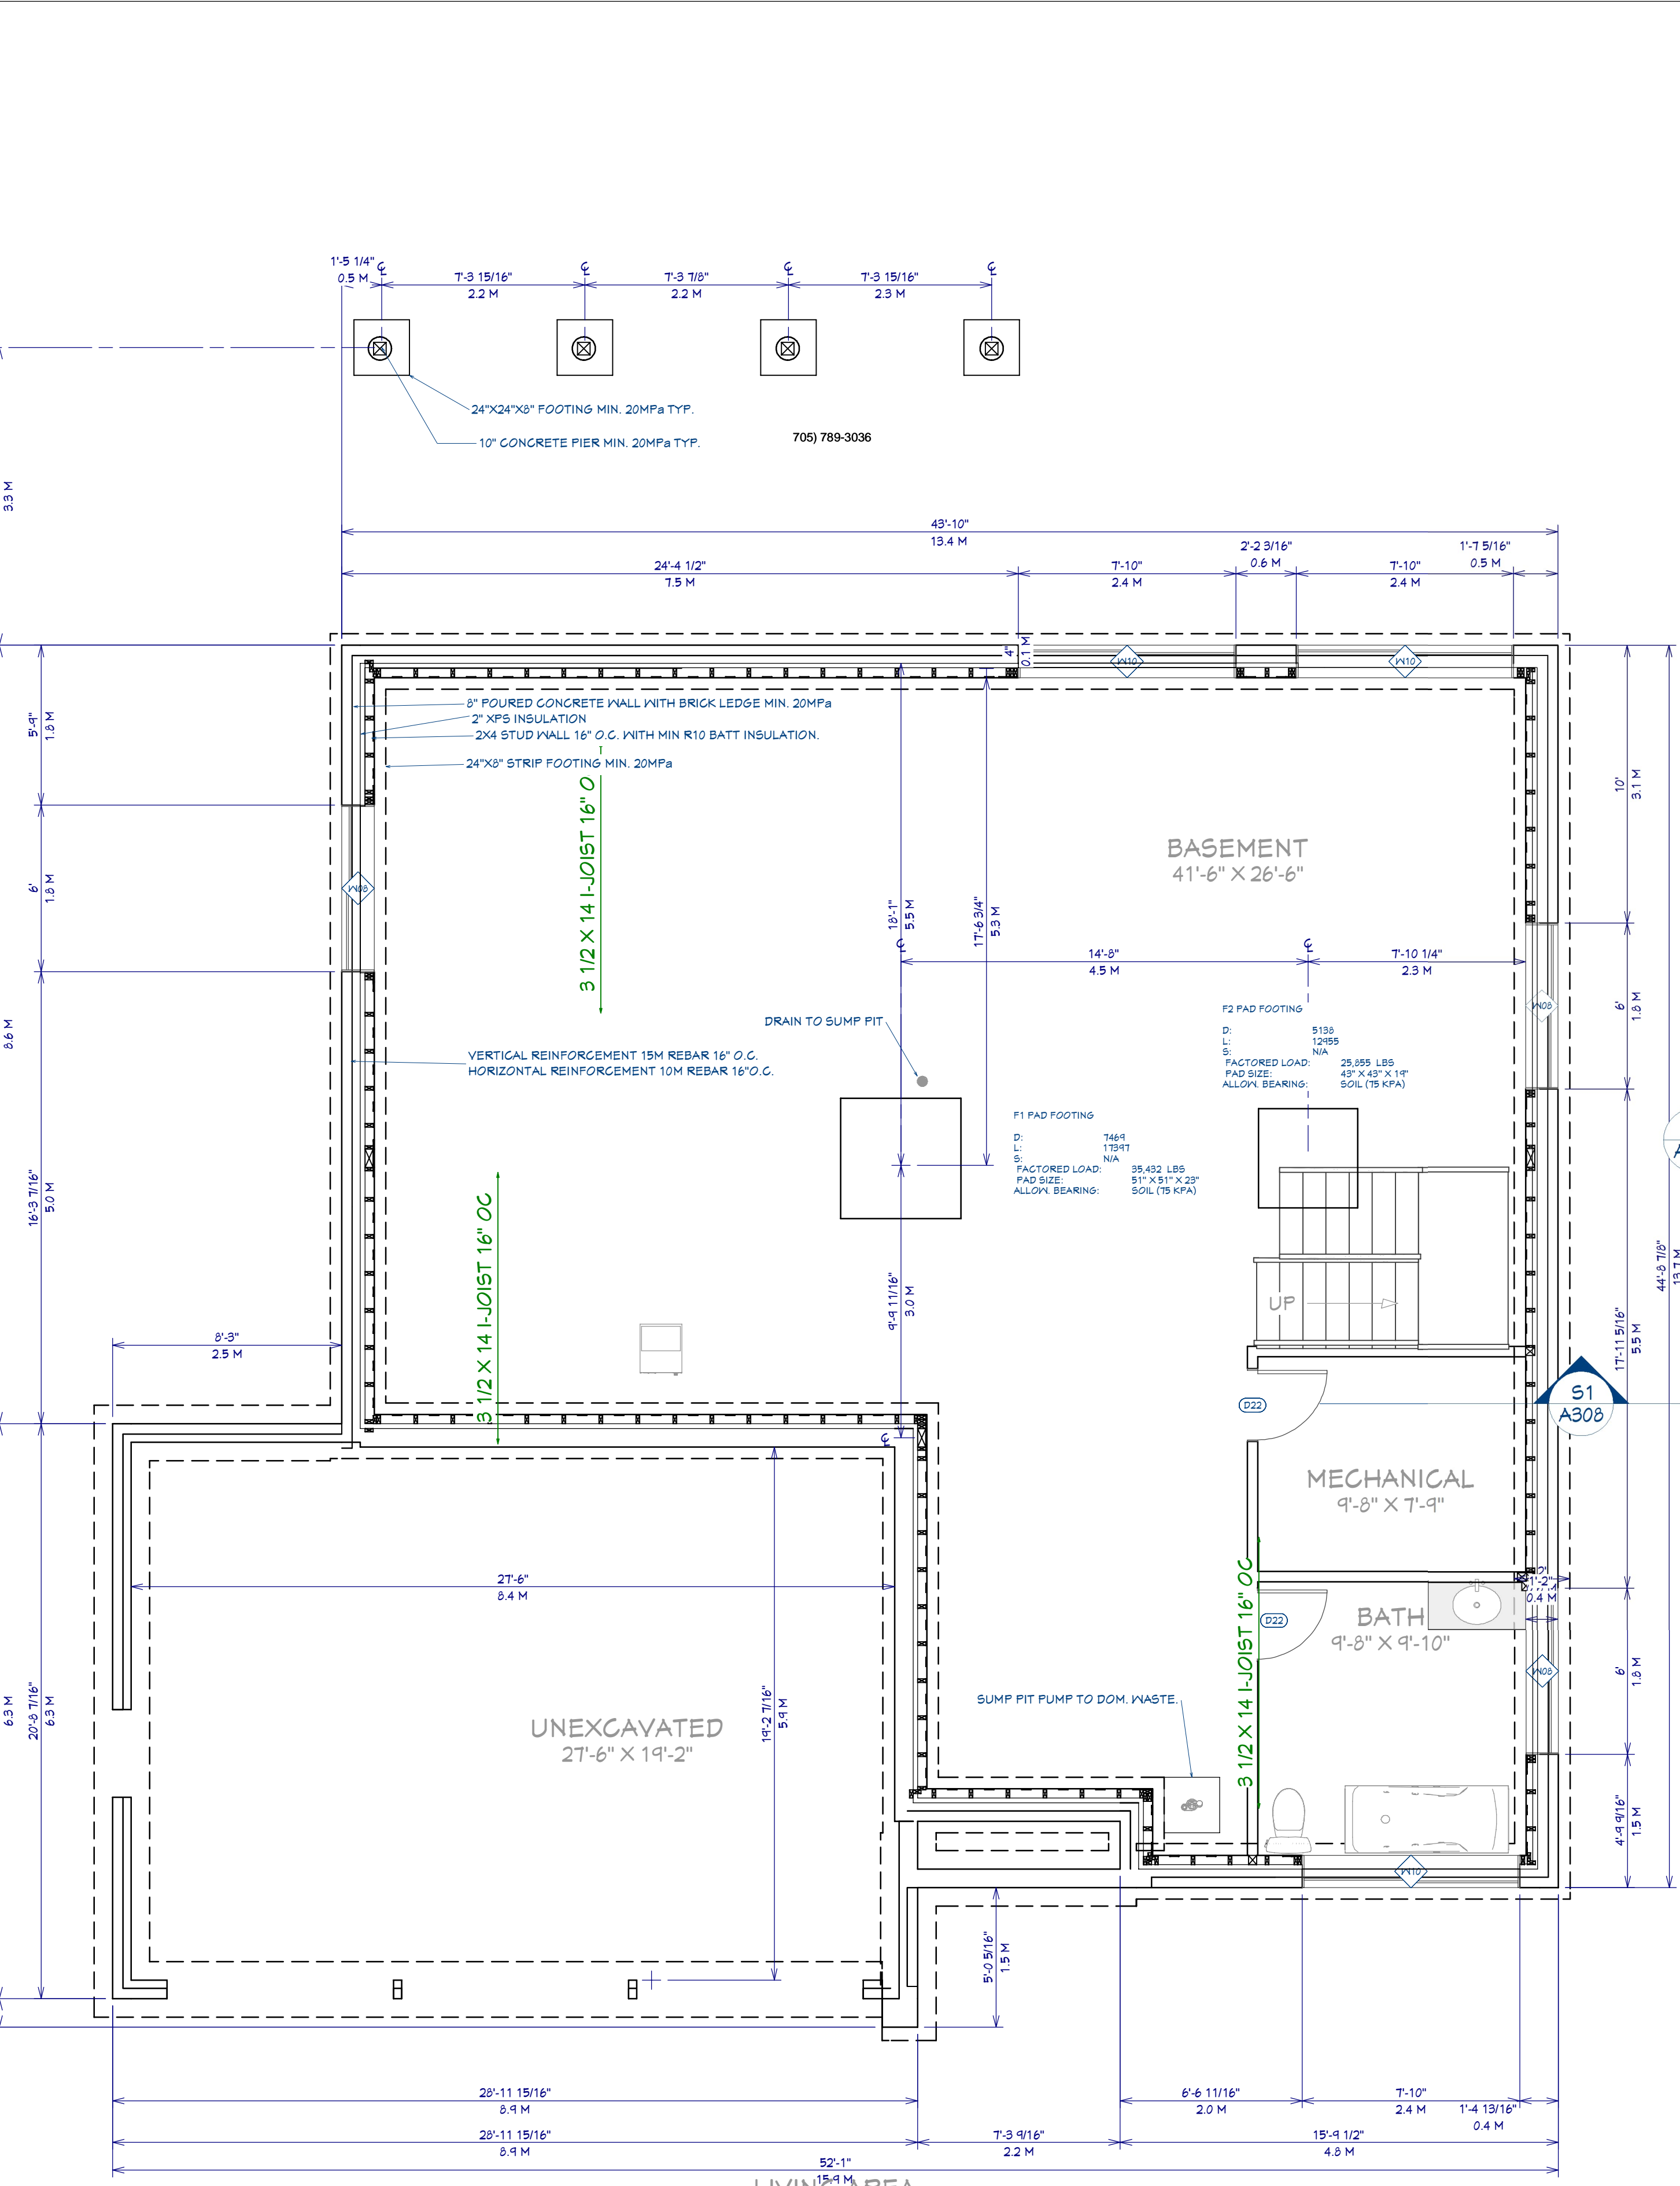 1'-5 1/4"
0.5 M
7'-3 15/16"
2.2 M
7'-3 7/8"
2.2 M
7'-3 15/16"
2.3 M
24"X24"X8" FOOTING MIN. 20MPa TYP.
10" CONCRETE PIER MIN. 20MPa TYP.
705) 789-3036
3.3 M
43'-10"
13.4 M
24'-4 1/2"
7.5 M
7'-10"
2.4 M
2'-2 3/16"
0.6 M
7'-10"
2.4 M
1'-7 5/16"
0.5 M
4"
0.1 M
W10
W10
8" POURED CONCRETE WALL WITH BRICK LEDGE MIN. 20MPa
2" XPS INSULATION
2X4 STUD WALL 16" O.C. WITH MIN R10 BATT INSULATION.
24"X8" STRIP FOOTING MIN. 20MPa
5'-9"
1.8 M
6'
1.8 M
W08
3 1/2 X 14 I-JOIST 16" O
BASEMENT
41'-6" X 26'-6"
10'
3.1 M
18'-1"
5.5 M
17'-6 3/4"
5.3 M
14'-8"
4.5 M
7'-10 1/4"
2.3 M
8.6 M
DRAIN TO SUMP PIT
F2 PAD FOOTING
D: 5138
L: 12955
S: N/A
FACTORED LOAD: 25,855 LBS
PAD SIZE: 43" X 43" X 19"
ALLOW. BEARING: SOIL (75 KPA)
W08
6'
1.8 M
VERTICAL REINFORCEMENT 15M REBAR 16" O.C.
HORIZONTAL REINFORCEMENT 10M REBAR 16"O.C.
F1 PAD FOOTING
D: 7469
L: 17397
S: N/A
FACTORED LOAD: 35,432 LBS
PAD SIZE: 51" X 51" X 23"
ALLOW. BEARING: SOIL (75 KPA)
16'-3 7/16"
5.0 M
3 1/2 X 14 I-JOIST 16" OC
9'-9 11/16"
3.0 M
UP
44'-8 7/8"
13.7 M
17'-11 5/16"
5.5 M
8'-3"
2.5 M
D22
S1
A308
MECHANICAL
9'-8" X 7'-9"
27'-6"
8.4 M
2'
1'-2"
0.4 M
D22
BATH
9'-8" X 9'-10"
3 1/2 X 14 I-JOIST 16" OC
W08
6'
1.8 M
6.3 M
20'-8 7/16"
6.3 M
UNEXCAVATED
27'-6" X 19'-2"
19'-2 7/16"
5.9 M
SUMP PIT PUMP TO DOM. WASTE.
4'-9 9/16"
1.5 M
W10
5'-0 5/16"
1.5 M
28'-11 15/16"
8.9 M
6'-6 11/16"
2.0 M
7'-10"
2.4 M
1'-4 13/16"
0.4 M
28'-11 15/16"
8.9 M
7'-3 9/16"
2.2 M
15'-9 1/2"
4.8 M
52'-1"
15.9 M
LIVING AREA